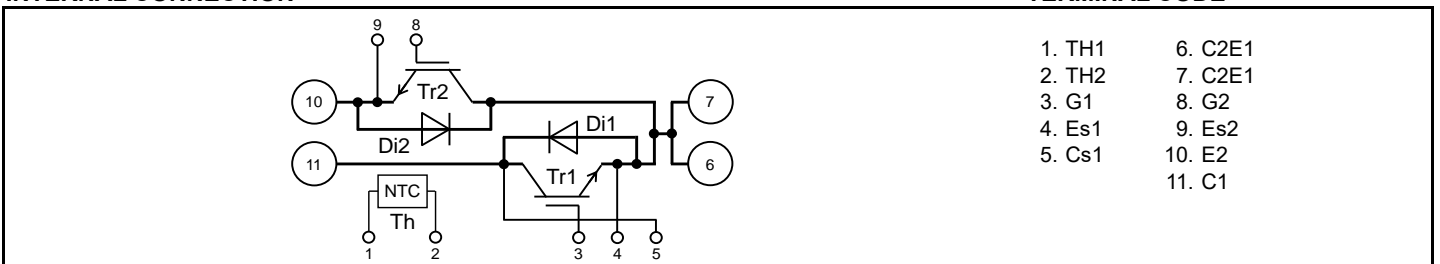 9 8
10 Tr2 7
Di2 Di1
11 Tr1 6
NTC
Th
1 2 3 4 5
1. TH1 6. C2E1
2. TH2 7. C2E1
3. G1 8. G2
4. Es1 9. Es2
5. Cs1 10. E2
11. C1